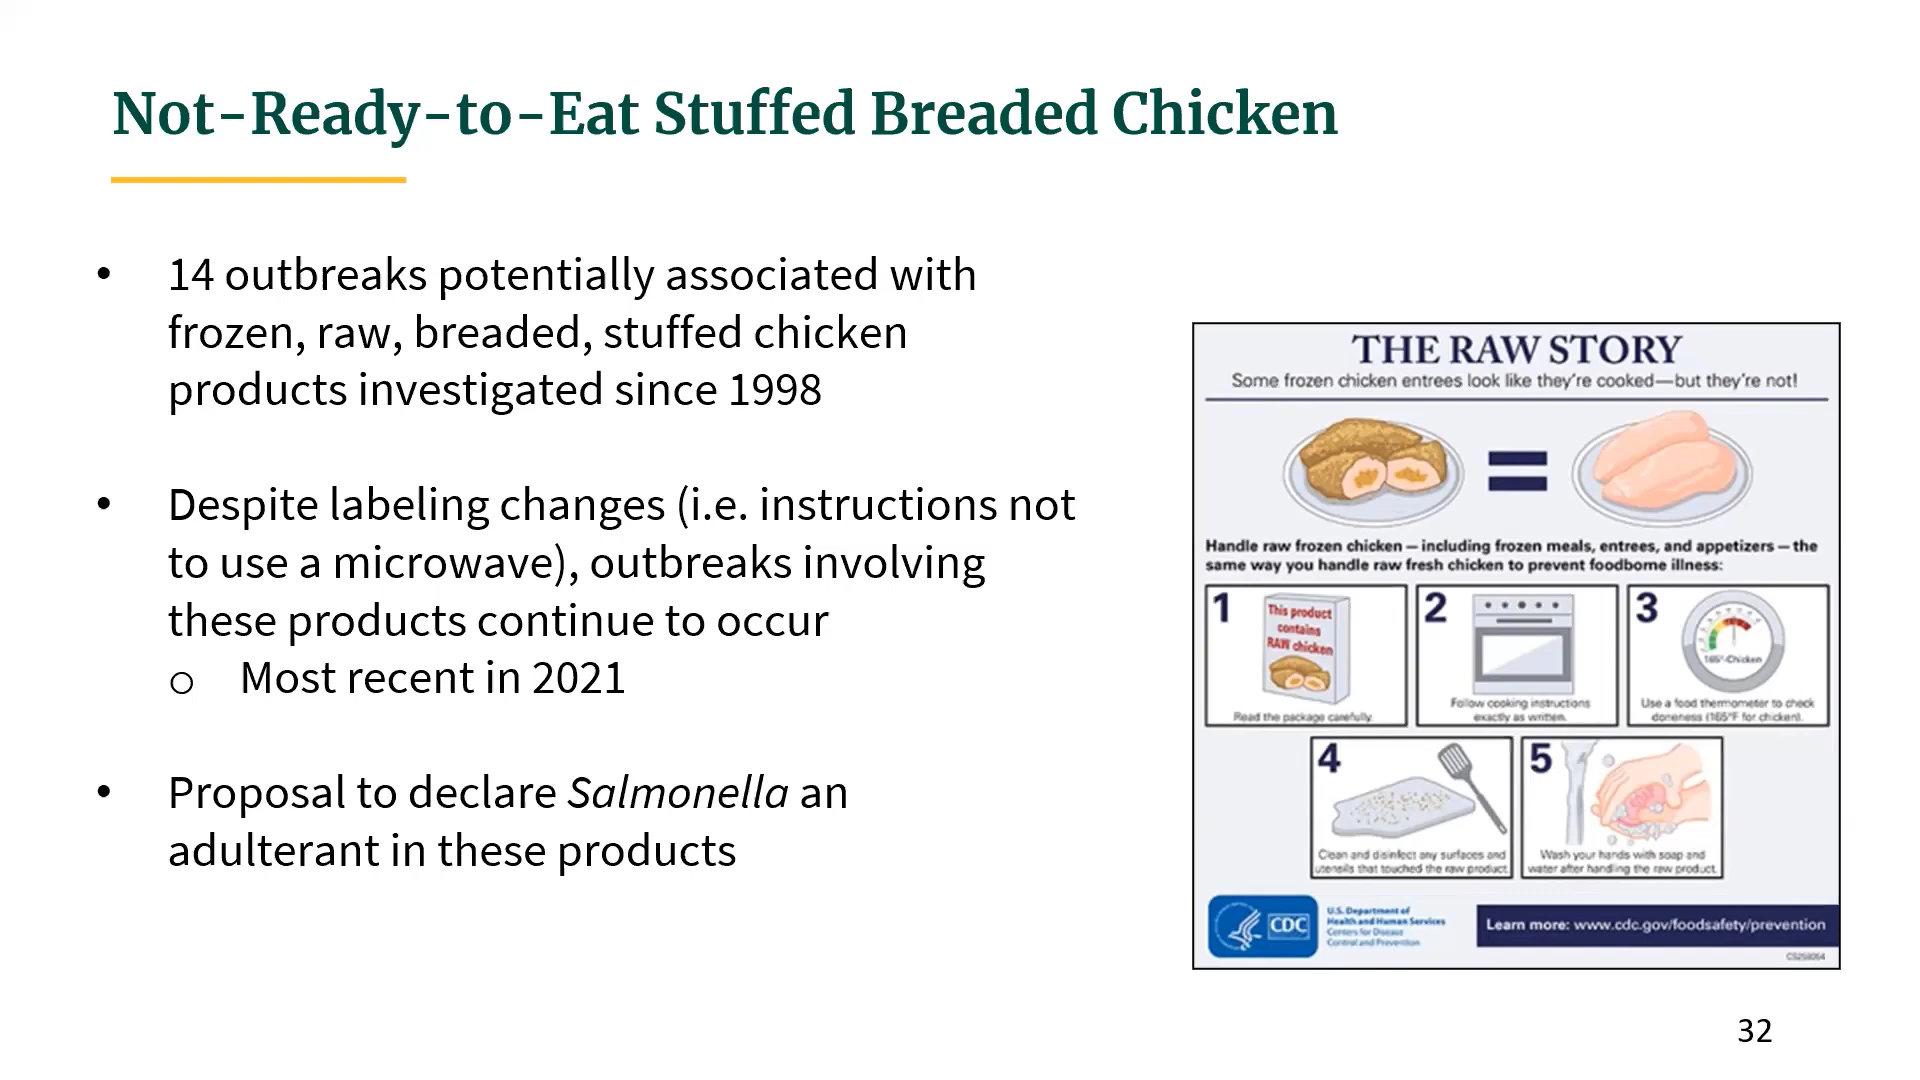 Not-Ready-to-Eat Stuffed Breaded Chicken
• 14 outbreaks potentially associated with
frozen, raw, breaded, stuffed chicken
products investigated since 1998
• Despite labeling changes (i.e. instructions not
to use a microwave), outbreaks involving
these products continue to occur
o Most recent in 2021
• Proposal to declare Salmonella an
adulterant in these products
THE RAW STORY
Some frozen chicken entrees look like they're cooked—but they're not!
Handle raw frozen chicken — including frozen meals, entrees, and appetizers — the
same way you handle raw fresh chicken to prevent foodborne illness:
1
This product
contains
RAW chicken
Read the package carefully.
2
Follow cooking instructions
exactly as written.
3
165°-Chicken
Use a food thermometer to check
doneness (165°F for chicken).
4
Clean and disinfect any surfaces and
utensils that touched the raw product.
5
Wash your hands with soap and
water after handling the raw product.
CDC
U.S. Department of
Health and Human Services
Centers for Disease
Control and Prevention
Learn more: www.cdc.gov/foodsafety/prevention
32